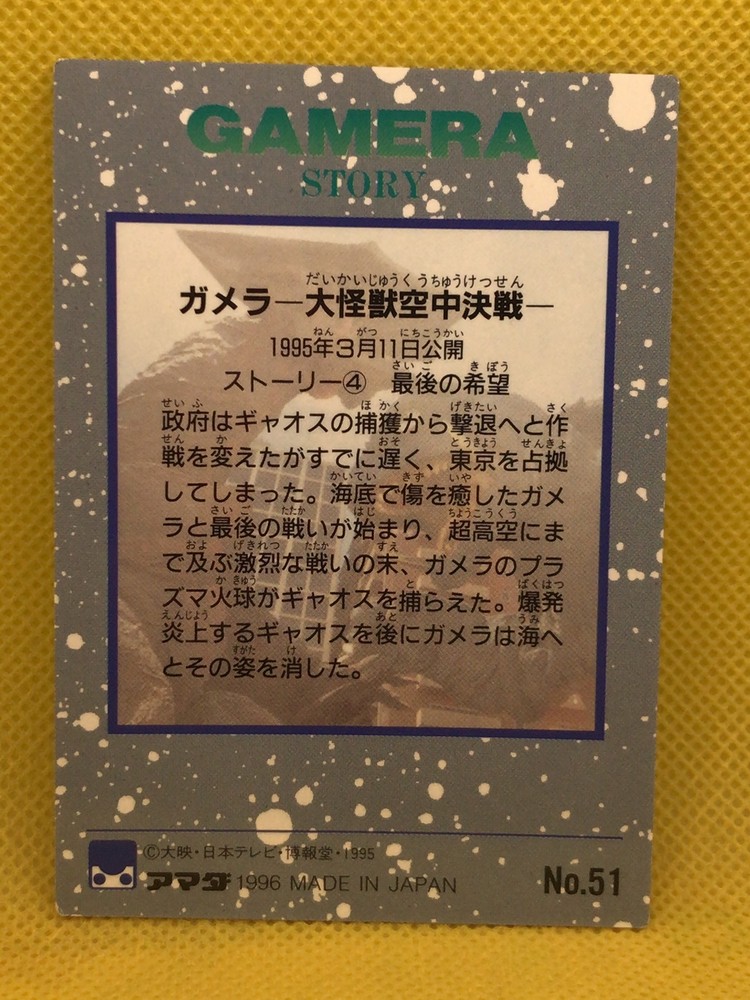 GAMERA
STORY
だいかいじゅうくうちゅうけっせん
ガメラ―大怪獣空中決戦―
ねん がつ にちこうかい
1995年3月11日公開
さいご きぼう
ストーリー④ 最後の希望
せいふ ほかく げきたい さく
政府はギャオスの捕獲から撃退へと作
せん か おそ とうきょう せんきょ
戦を変えたがすでに遅く、東京を占拠
かいてい きず いや
してしまった。海底で傷を癒したガメ
さいご たたか はじ ちょうこうくう
ラと最後の戦いが始まり、超高空にま
およ げきれつ たたか すえ
で及ぶ激烈な戦いの末、ガメラのプラ
かきゅう と ばくはつ
ズマ火球がギャオスを捕らえた。爆発
えんじょう あと うみ
炎上するギャオスを後にガメラは海へ
すがた け
とその姿を消した。
©大映・日本テレビ・博報堂・1995
アマダ 1996 MADE IN JAPAN
No.51